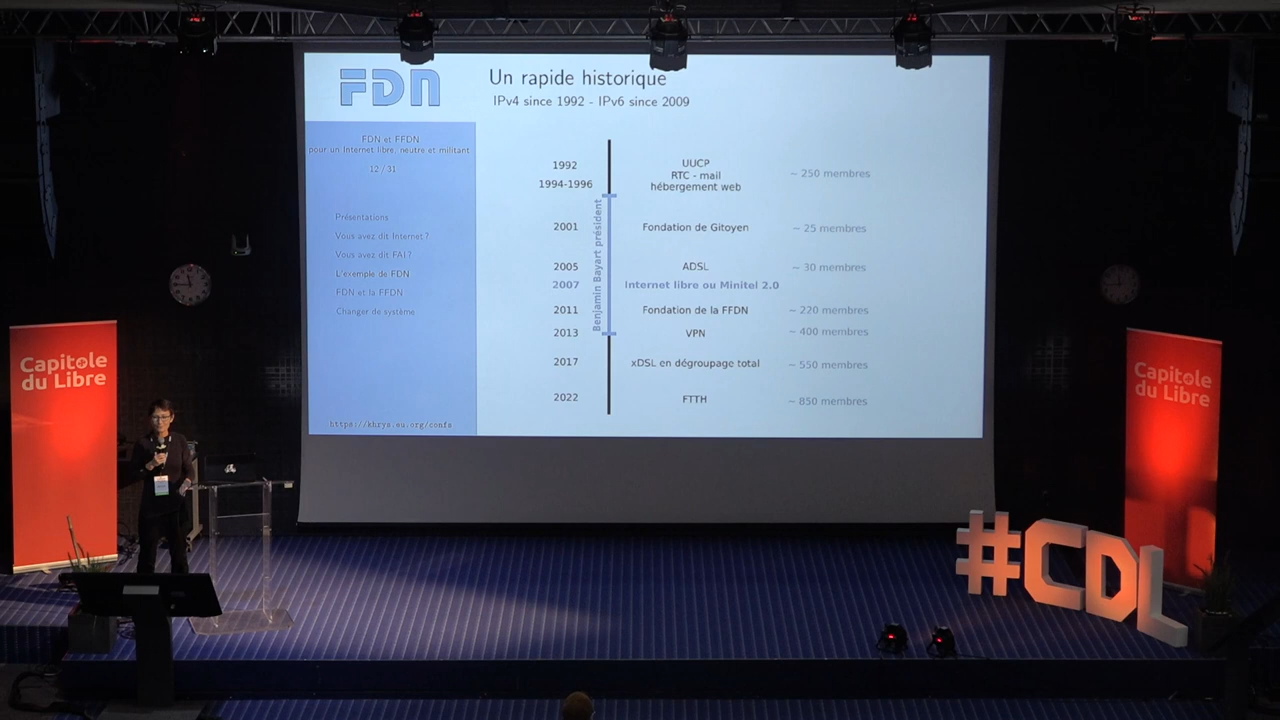 FDN
Un rapide historique
IPv4 since 1992 - IPv6 since 2009
FDN et FFDN
pour un Internet libre, neutre et militant
12 / 31
Présentations
Vous avez dit Internet ?
Vous avez dit FAI ?
L'exemple de FDN
FDN et la FFDN
Changer de système
https://khrys.eu.org/confs
1992 UUCP
RTC - mail ~ 250 membres
1994-1996 hébergement web
Benjamin Bayart président
2001 Fondation de Gitoyen ~ 25 membres
2005 ADSL ~ 30 membres
2007 Internet libre ou Minitel 2.0
2011 Fondation de la FFDN ~ 220 membres
2013 VPN ~ 400 membres
2017 xDSL en dégroupage total ~ 550 membres
2022 FTTH ~ 850 membres
Capitole
du Libre
Capitole
du Libre
#CDL